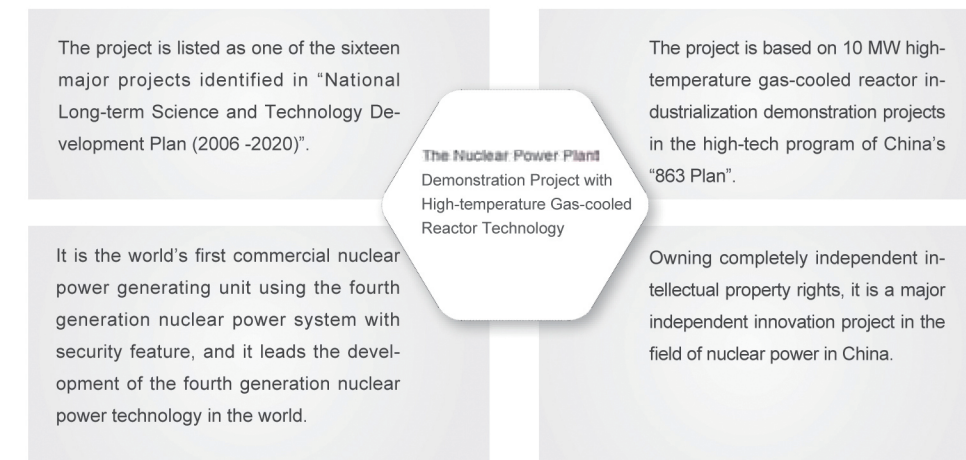 The project is listed as one of the sixteen
major projects identified in “National
Long-term Science and Technology De-
velopment Plan (2006 -2020)”.
The project is based on 10 MW high-
temperature gas-cooled reactor in-
dustrialization demonstration projects
in the high-tech program of China’s
“863 Plan”.
The Nuclear Power Plant
Demonstration Project with
High-temperature Gas-cooled
Reactor Technology
It is the world’s first commercial nuclear
power generating unit using the fourth
generation nuclear power system with
security feature, and it leads the devel-
opment of the fourth generation nuclear
power technology in the world.
Owning completely independent in-
tellectual property rights, it is a major
independent innovation project in the
field of nuclear power in China.